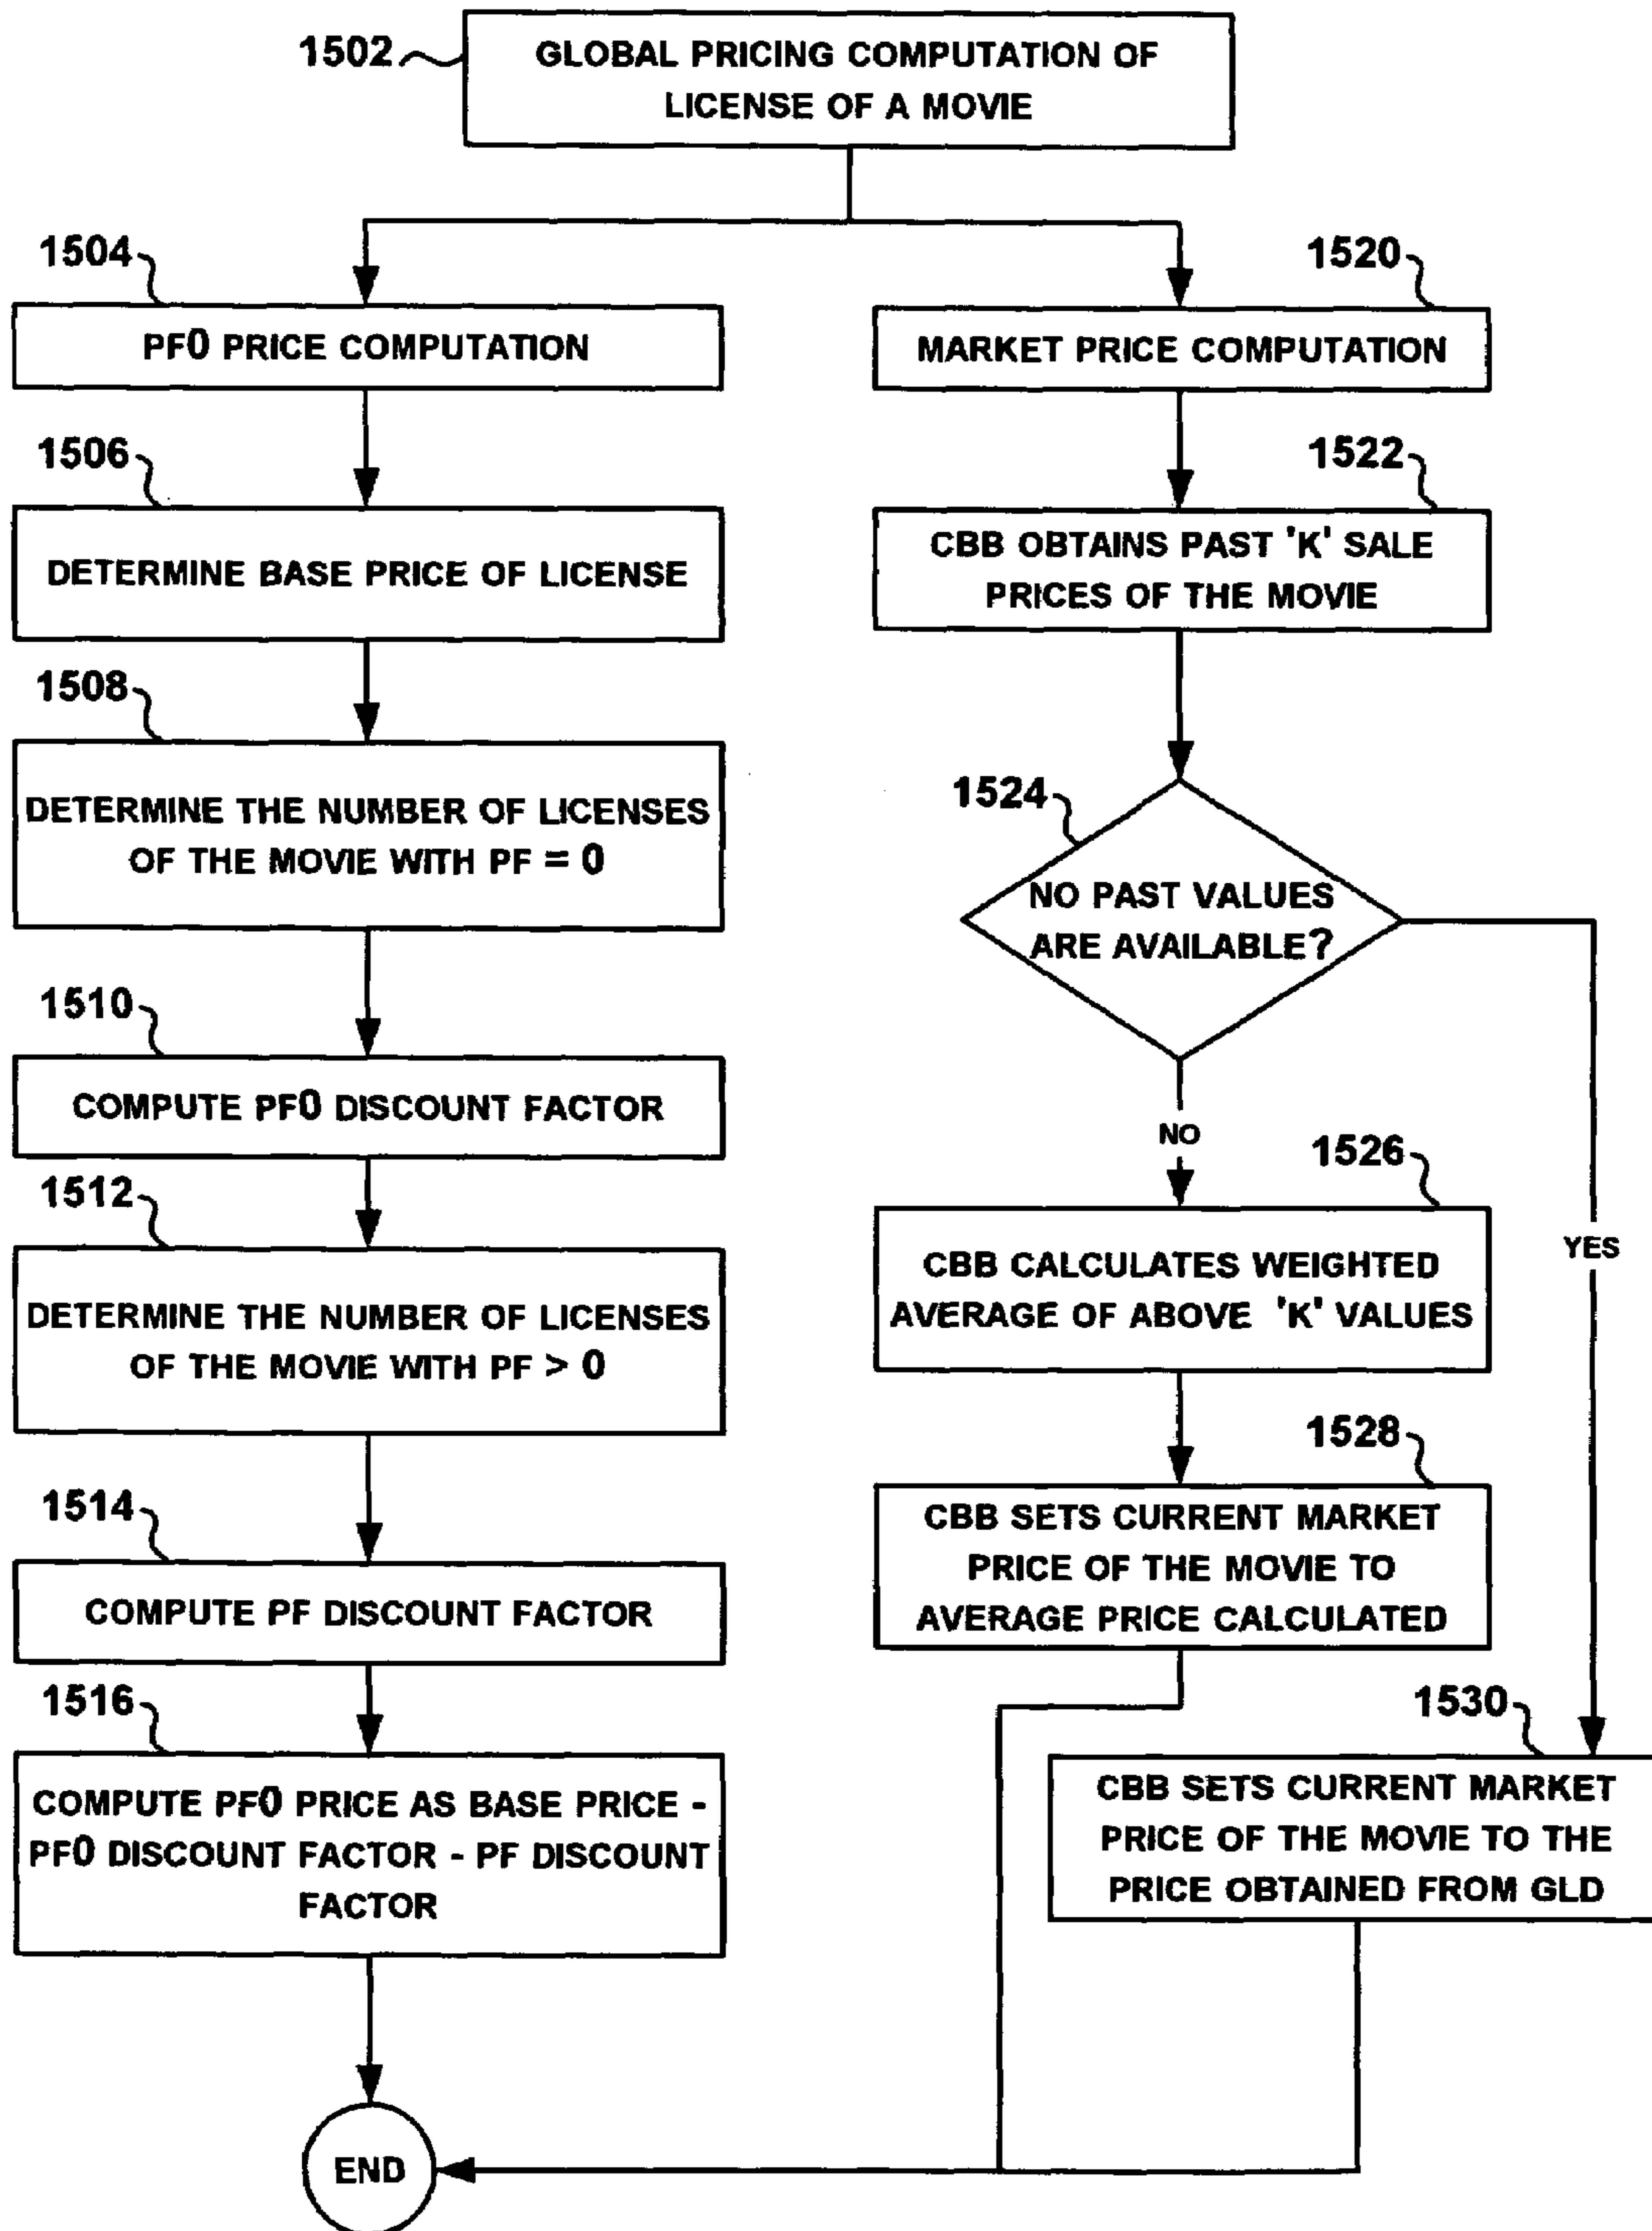 1502
GLOBAL PRICING COMPUTATION OF
LICENSE OF A MOVIE
1504
PF0 PRICE COMPUTATION
1506
DETERMINE BASE PRICE OF LICENSE
1508
DETERMINE THE NUMBER OF LICENSES
OF THE MOVIE WITH PF = 0
1510
COMPUTE PF0 DISCOUNT FACTOR
1512
DETERMINE THE NUMBER OF LICENSES
OF THE MOVIE WITH PF > 0
1514
COMPUTE PF DISCOUNT FACTOR
1516
COMPUTE PF0 PRICE AS BASE PRICE -
PF0 DISCOUNT FACTOR - PF DISCOUNT
FACTOR
1520
MARKET PRICE COMPUTATION
1522
CBB OBTAINS PAST 'K' SALE
PRICES OF THE MOVIE
1524
NO PAST VALUES
ARE AVAILABLE?
NO
YES
1526
CBB CALCULATES WEIGHTED
AVERAGE OF ABOVE 'K' VALUES
1528
CBB SETS CURRENT MARKET
PRICE OF THE MOVIE TO
AVERAGE PRICE CALCULATED
1530
CBB SETS CURRENT MARKET
PRICE OF THE MOVIE TO THE
PRICE OBTAINED FROM GLD
END